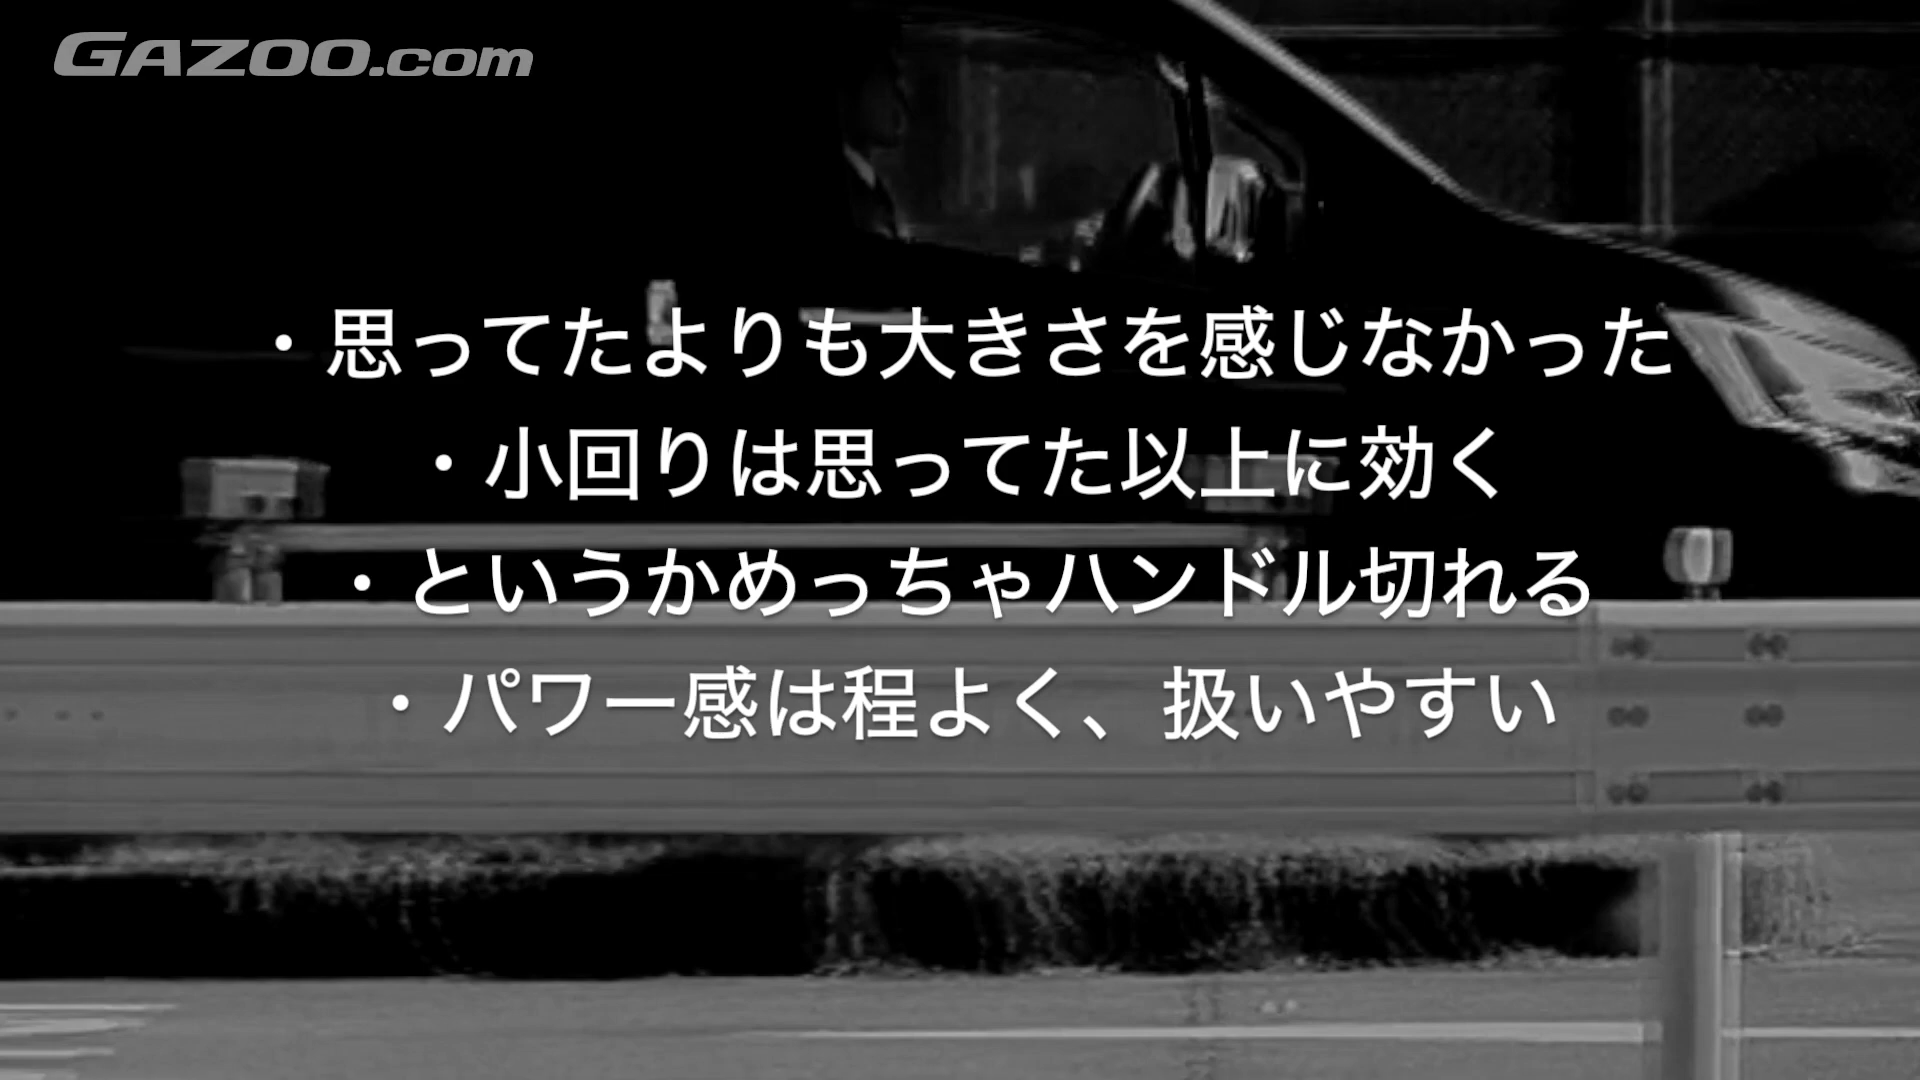 GAZOO.com
・思ってたよりも大きさを感じなかった
・小回りは思ってた以上に効く
・というかめっちゃハンドル切れる
・パワー感は程よく、扱いやすい